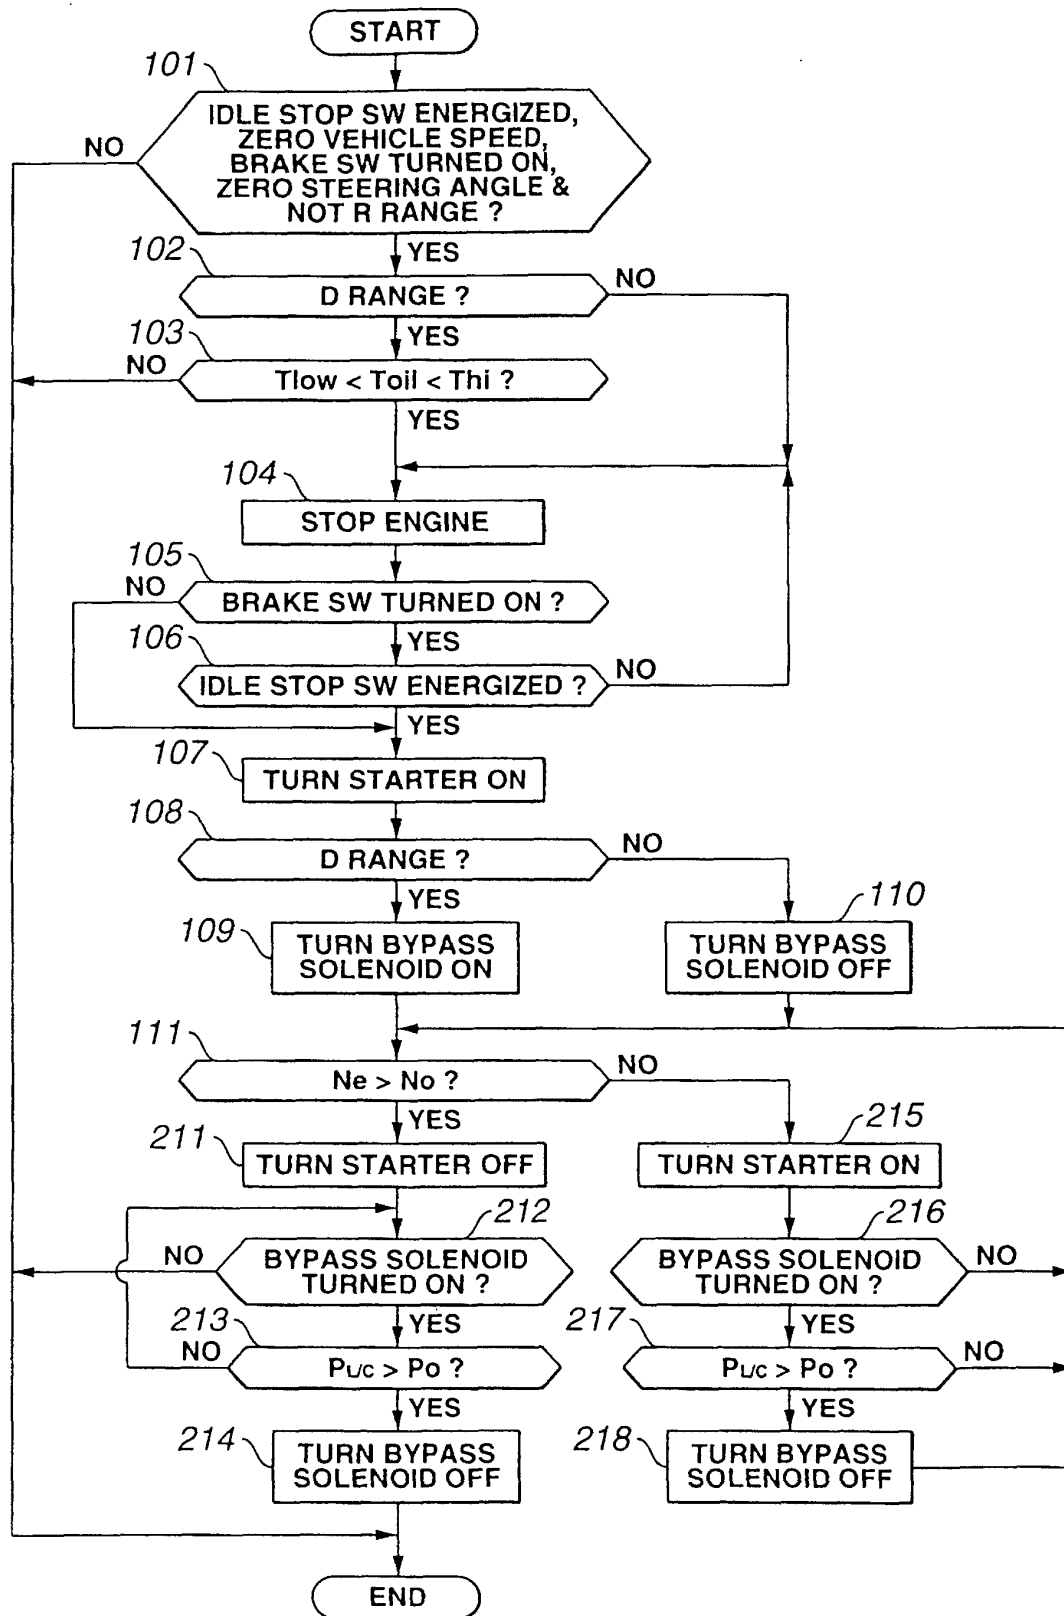 START
101
IDLE STOP SW ENERGIZED,
ZERO VEHICLE SPEED,
BRAKE SW TURNED ON,
ZERO STEERING ANGLE &
NOT R RANGE ?
NO
YES
102
D RANGE ?
NO
YES
103
NO
Tlow < Toil < Thi ?
YES
104
STOP ENGINE
105
NO
BRAKE SW TURNED ON ?
YES
106
IDLE STOP SW ENERGIZED ?
NO
YES
107
TURN STARTER ON
108
D RANGE ?
NO
YES
109
TURN BYPASS
SOLENOID ON
110
TURN BYPASS
SOLENOID OFF
111
Ne > No ?
NO
YES
211
TURN STARTER OFF
215
TURN STARTER ON
212
NO
BYPASS SOLENOID
TURNED ON ?
YES
216
BYPASS SOLENOID
TURNED ON ?
NO
YES
213
NO
PL/C > Po ?
YES
217
PL/C > Po ?
NO
YES
214
TURN BYPASS
SOLENOID OFF
218
TURN BYPASS
SOLENOID OFF
END